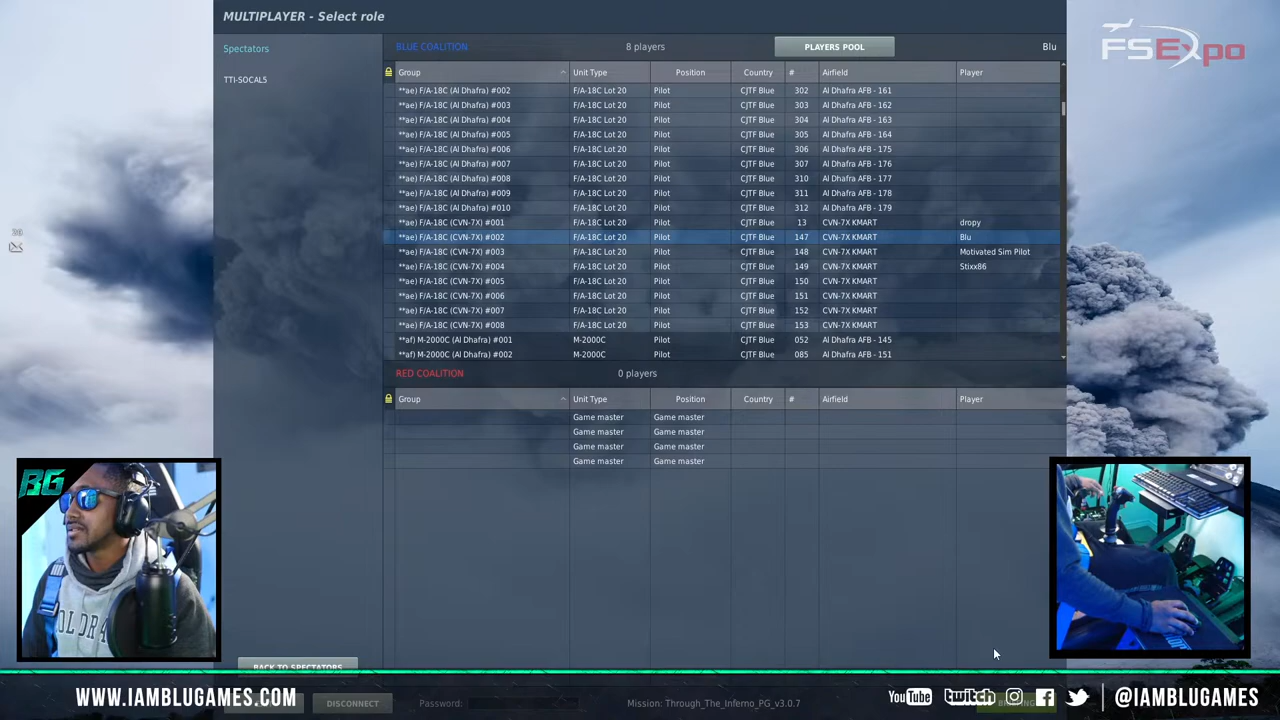 MULTIPLAYER - Select role
Spectators
TTI-SOCAL5
BLUE COALITION 8 players PLAYERS POOL Blu
Group Unit Type Position Country # Airfield Player
**ae) F/A-18C (Al Dhafra) #002 F/A-18C Lot 20 Pilot CJTF Blue 302 Al Dhafra AFB - 161
**ae) F/A-18C (Al Dhafra) #003 F/A-18C Lot 20 Pilot CJTF Blue 303 Al Dhafra AFB - 162
**ae) F/A-18C (Al Dhafra) #004 F/A-18C Lot 20 Pilot CJTF Blue 304 Al Dhafra AFB - 163
**ae) F/A-18C (Al Dhafra) #005 F/A-18C Lot 20 Pilot CJTF Blue 305 Al Dhafra AFB - 164
**ae) F/A-18C (Al Dhafra) #006 F/A-18C Lot 20 Pilot CJTF Blue 306 Al Dhafra AFB - 175
**ae) F/A-18C (Al Dhafra) #007 F/A-18C Lot 20 Pilot CJTF Blue 307 Al Dhafra AFB - 176
**ae) F/A-18C (Al Dhafra) #008 F/A-18C Lot 20 Pilot CJTF Blue 310 Al Dhafra AFB - 177
**ae) F/A-18C (Al Dhafra) #009 F/A-18C Lot 20 Pilot CJTF Blue 311 Al Dhafra AFB - 178
**ae) F/A-18C (Al Dhafra) #010 F/A-18C Lot 20 Pilot CJTF Blue 312 Al Dhafra AFB - 179
**ae) F/A-18C (CVN-7X) #001 F/A-18C Lot 20 Pilot CJTF Blue 13 CVN-7X KMART dropy
**ae) F/A-18C (CVN-7X) #002 F/A-18C Lot 20 Pilot CJTF Blue 147 CVN-7X KMART Blu
**ae) F/A-18C (CVN-7X) #003 F/A-18C Lot 20 Pilot CJTF Blue 148 CVN-7X KMART Motivated Sim Pilot
**ae) F/A-18C (CVN-7X) #004 F/A-18C Lot 20 Pilot CJTF Blue 149 CVN-7X KMART Stixx86
**ae) F/A-18C (CVN-7X) #005 F/A-18C Lot 20 Pilot CJTF Blue 150 CVN-7X KMART
**ae) F/A-18C (CVN-7X) #006 F/A-18C Lot 20 Pilot CJTF Blue 151 CVN-7X KMART
**ae) F/A-18C (CVN-7X) #007 F/A-18C Lot 20 Pilot CJTF Blue 152 CVN-7X KMART
**ae) F/A-18C (CVN-7X) #008 F/A-18C Lot 20 Pilot CJTF Blue 153 CVN-7X KMART
**af) M-2000C (Al Dhafra) #001 M-2000C Pilot CJTF Blue 052 Al Dhafra AFB - 145
**af) M-2000C (Al Dhafra) #002 M-2000C Pilot CJTF Blue 085 Al Dhafra AFB - 151
RED COALITION 0 players
Group Unit Type Position Country # Airfield Player
Game master Game master
Game master Game master
Game master Game master
Game master Game master
BACK TO SPECTATORS
DISCONNECT Password: Mission: Through_The_Inferno_PG_v3.0.7
FSExpo
20
BG
WWW.IAMBLUGAMES.COM YouTube twitch @IAMBLUGAMES